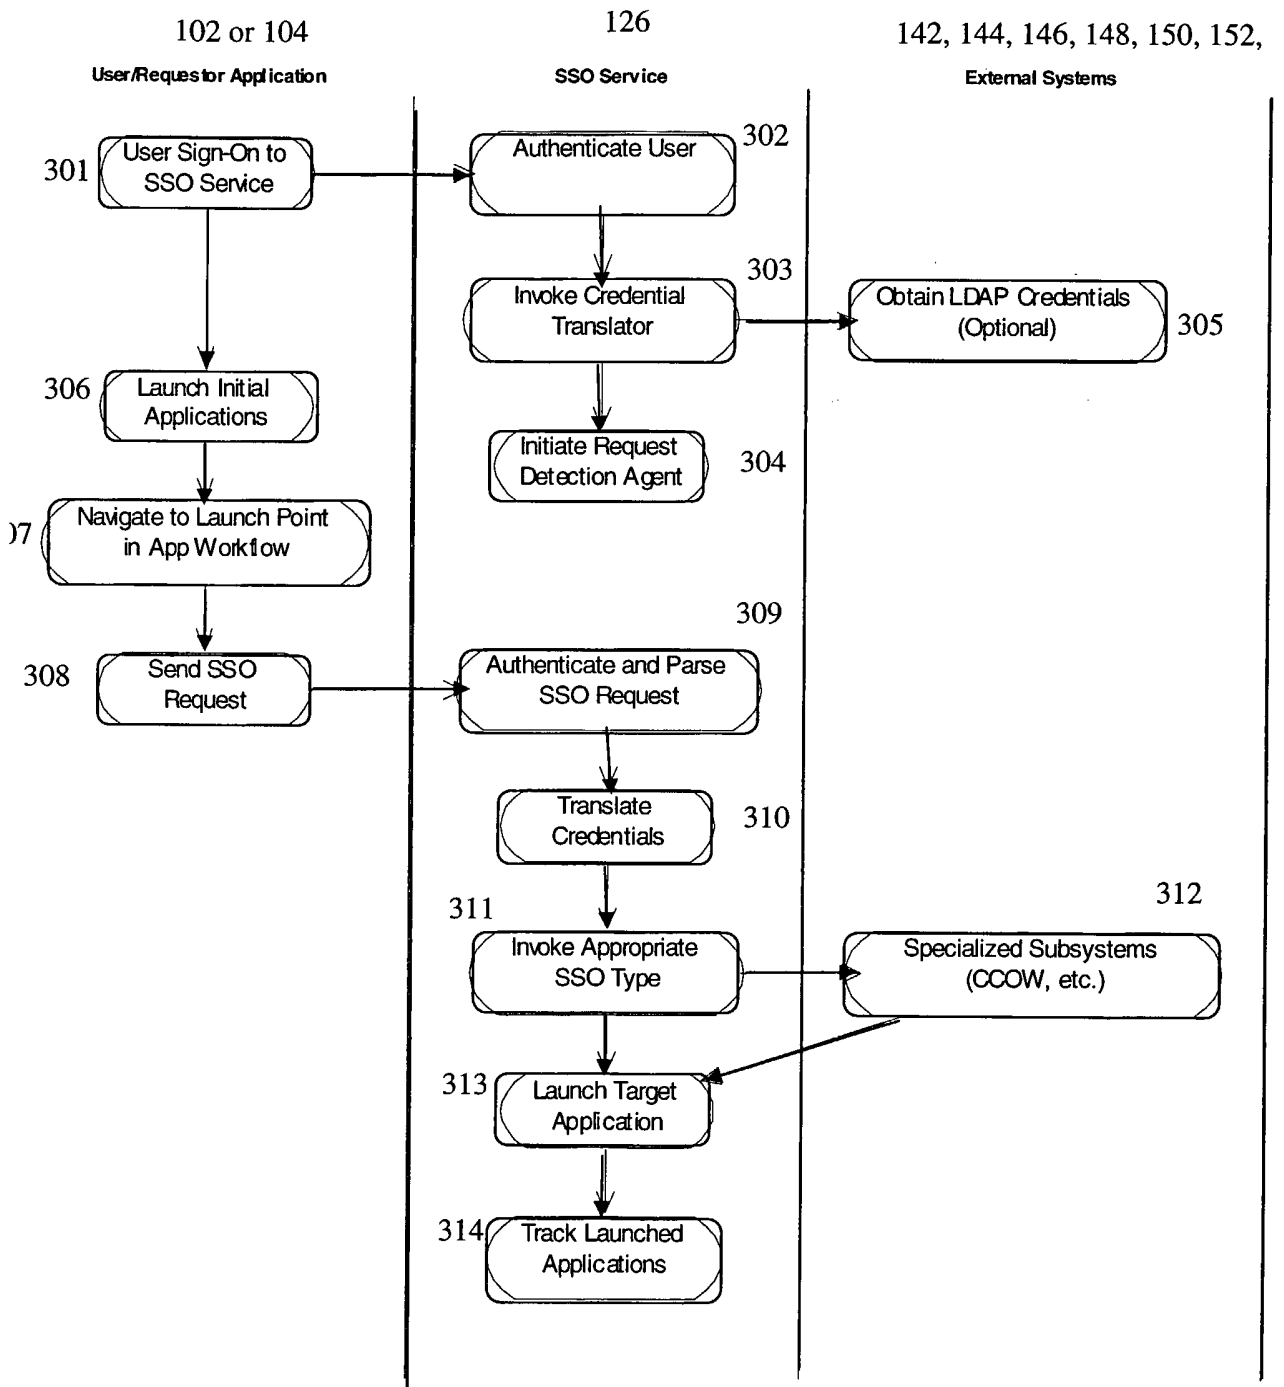 102 or 104
126
142, 144, 146, 148, 150, 152,
User/Requestor Application
SSO Service
External Systems
301
User Sign-On to
SSO Service
Authenticate User
302
303
Invoke Credential
Translator
Obtain LDAP Credentials
(Optional)
305
306
Launch Initial
Applications
Initiate Request
Detection Agent
304
07
Navigate to Launch Point
in App Workflow
308
Send SSO
Request
309
Authenticate and Parse
SSO Request
Translate
Credentials
310
311
Invoke Appropriate
SSO Type
312
Specialized Subsystems
(CCOW, etc.)
313
Launch Target
Application
314
Track Launched
Applications